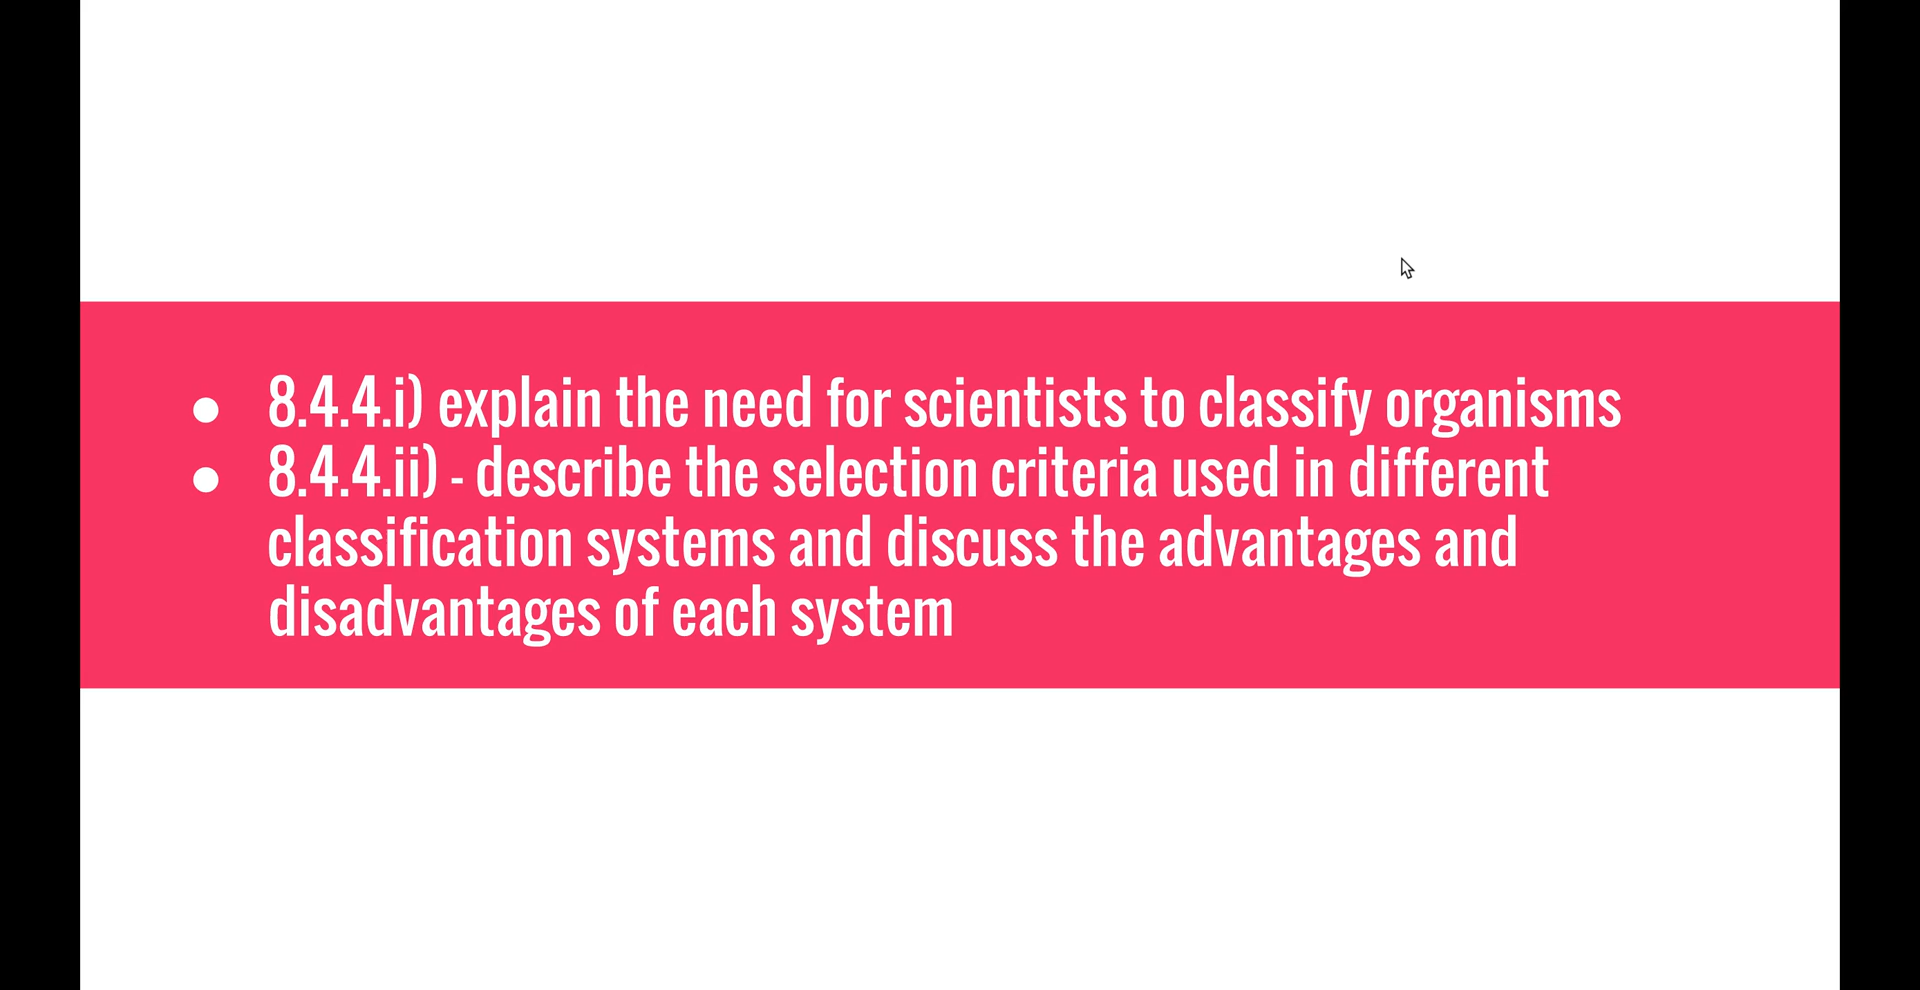 ● 8.4.4.i) explain the need for scientists to classify organisms
● 8.4.4.ii) - describe the selection criteria used in different
classification systems and discuss the advantages and
disadvantages of each system